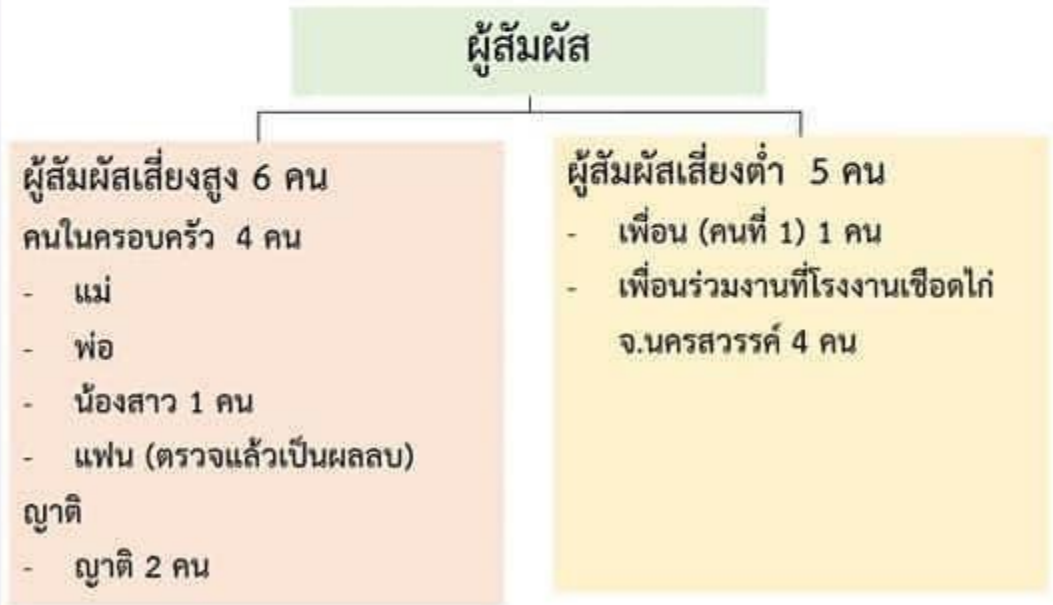 ผู้สัมผัส
ผู้สัมผัสเสี่ยงสูง 6 คน
คนในครอบครัว 4 คน
- แม่
- พ่อ
- น้องสาว 1 คน
- แฟน (ตรวจแล้วเป็นผลลบ)
ญาติ
- ญาติ 2 คน
ผู้สัมผัสเสี่ยงต่ำ 5 คน
- เพื่อน (คนที่ 1) 1 คน
- เพื่อนร่วมงานที่โรงงานเชือดไก่
จ.นครสวรรค์ 4 คน